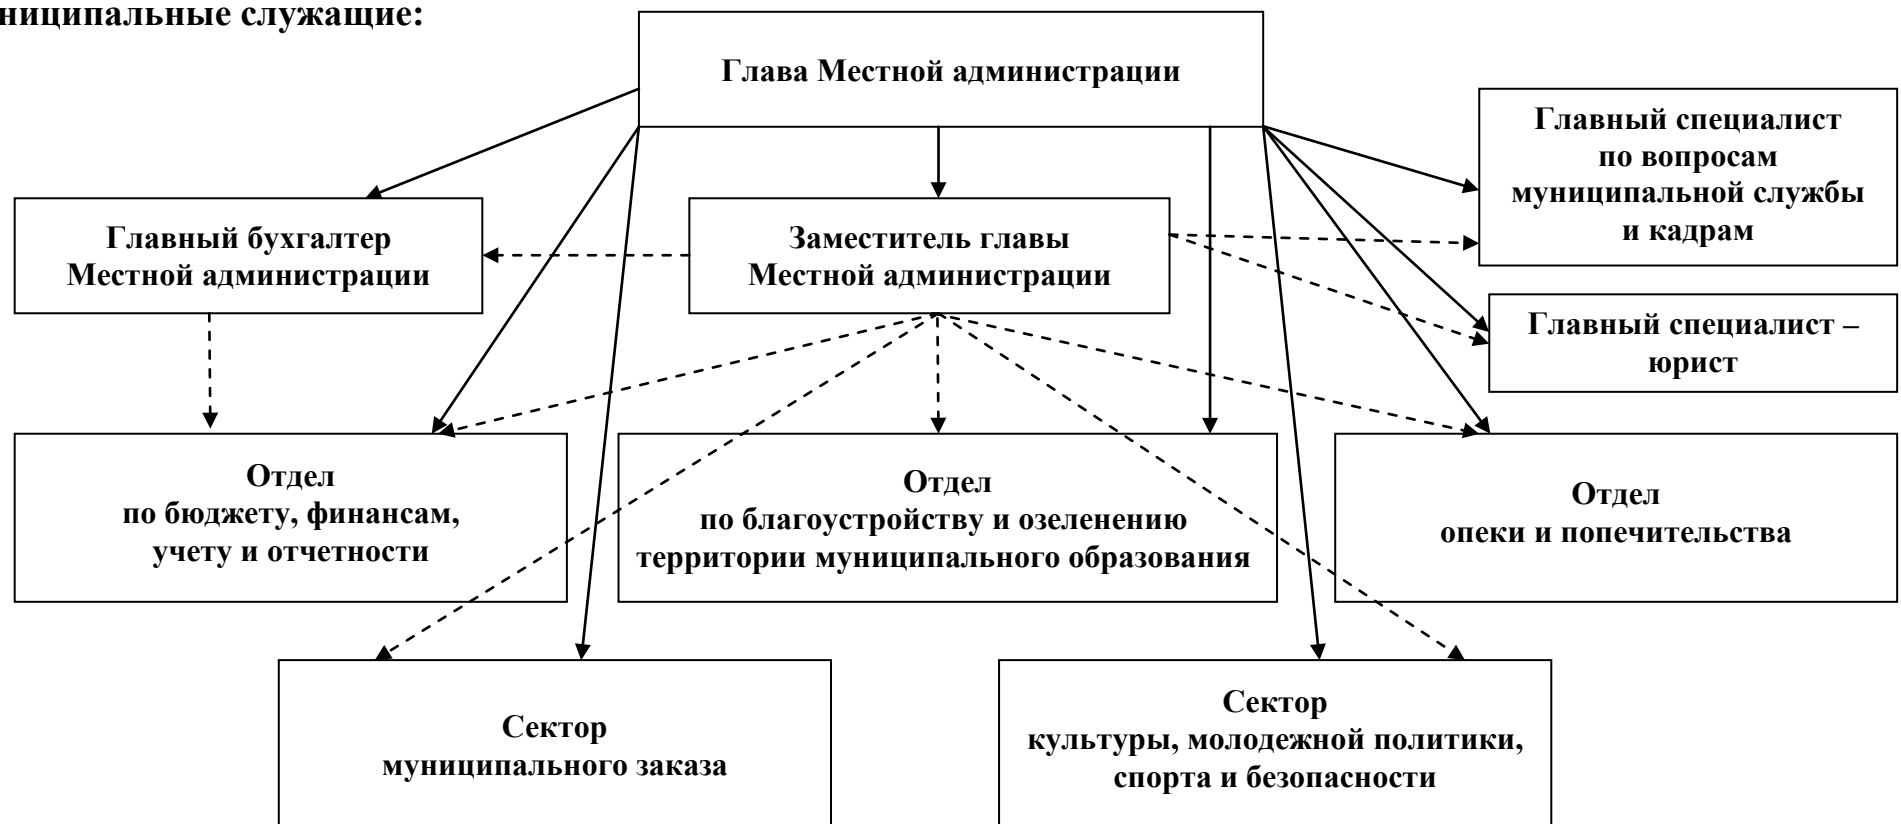 ниципальные служащие:
Глава Местной администрации
Главный специалист
по вопросам
муниципальной службы
и кадрам
Главный бухгалтер
Местной администрации
Заместитель главы
Местной администрации
Главный специалист –
юрист
Отдел
по бюджету, финансам,
учету и отчетности
Отдел
по благоустройству и озеленению
территории муниципального образования
Отдел
опеки и попечительства
Сектор
муниципального заказа
Сектор
культуры, молодежной политики,
спорта и безопасности